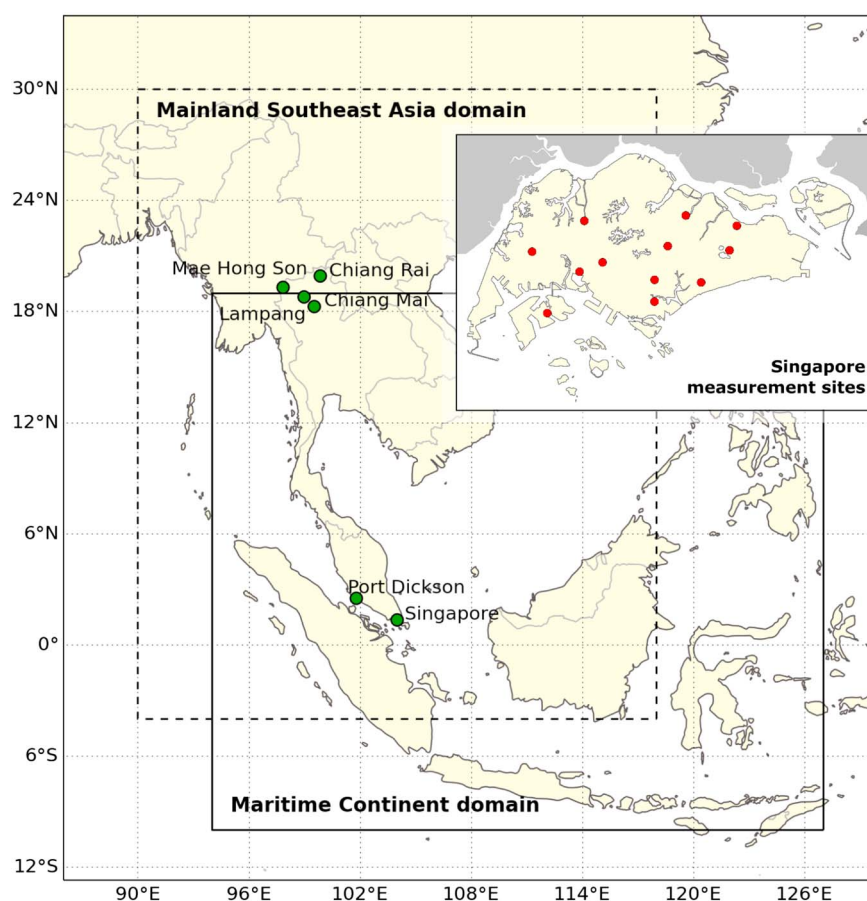 30°N
Mainland Southeast Asia domain
24°N
Mae Hong Son
Chiang Rai
18°N
Chiang Mai
Lampang
Singapore
measurement sites
12°N
6°N
Port Dickson
Singapore
0°
6°S
Maritime Continent domain
12°S
90°E 96°E 102°E 108°E 114°E 120°E 126°E